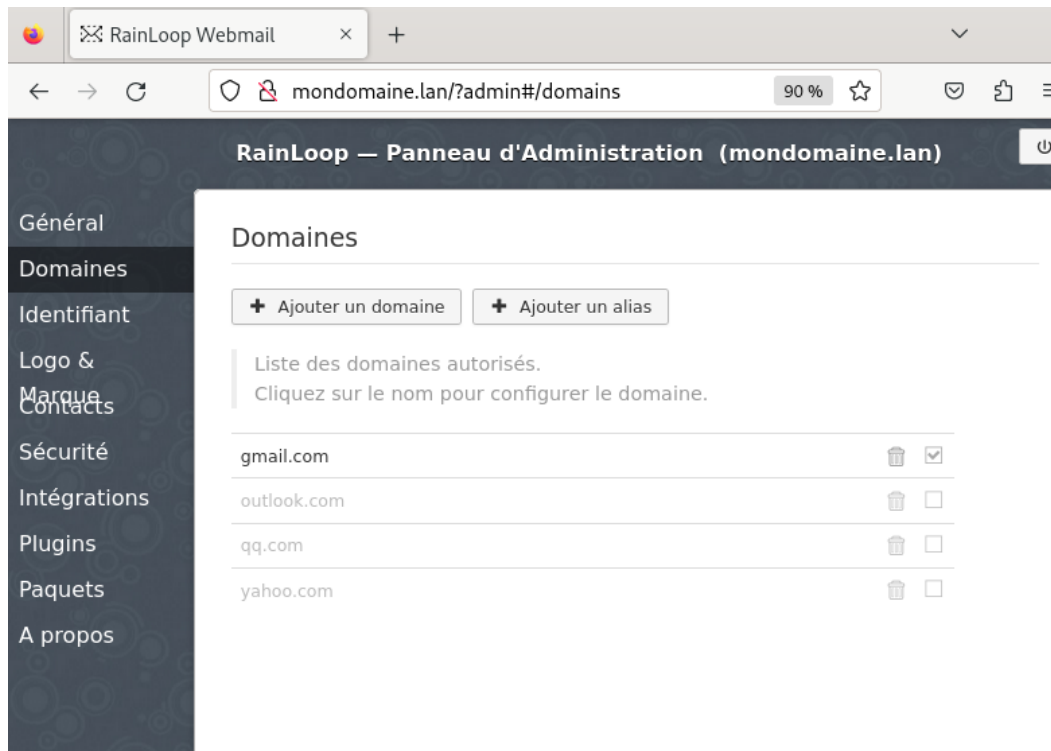 RainLoop Webmail
mondomaine.lan/?admin#/domains 90 %
RainLoop — Panneau d'Administration (mondomaine.lan)
Général
Domaines
Identifiant
Logo &
Marque
Contacts
Sécurité
Intégrations
Plugins
Paquets
A propos
Domaines
Ajouter un domaine Ajouter un alias
Liste des domaines autorisés.
Cliquez sur le nom pour configurer le domaine.
gmail.com
outlook.com
qq.com
yahoo.com